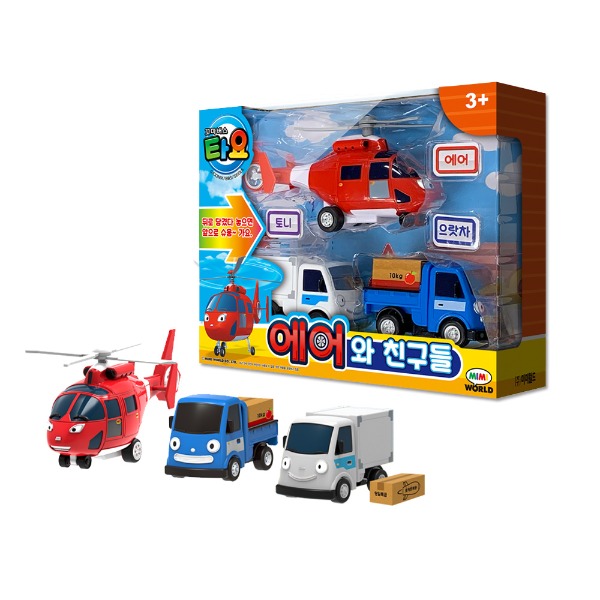 3+
꼬마버스
타요
에어
토니
으랏차
뒤로 당겼다 놓으면
앞으로 슈웅~ 가요.
10kg
에어와 친구들
MIMI
WORLD
10kg